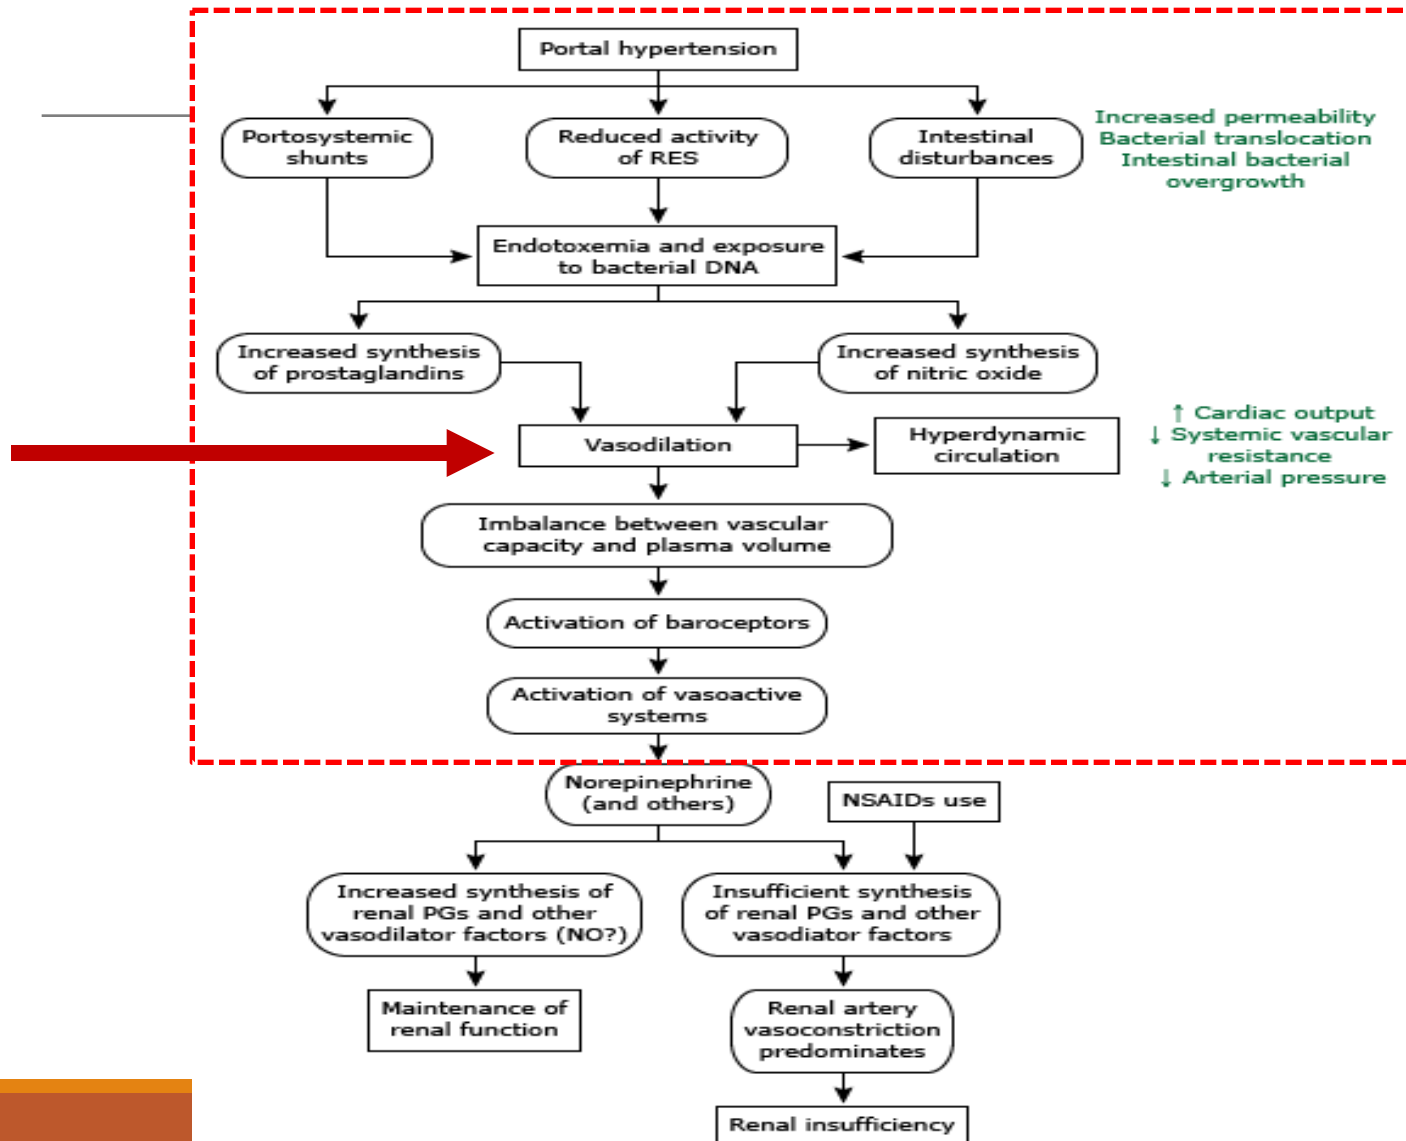 Portal hypertension
Portosystemic
shunts
Reduced activity
of RES
Intestinal
disturbances
Increased permeability
Bacterial translocation
Intestinal bacterial
overgrowth
Endotoxemia and exposure
to bacterial DNA
Increased synthesis
of prostaglandins
Increased synthesis
of nitric oxide
Vasodilation
Hyperdynamic
circulation
↑ Cardiac output
↓ Systemic vascular
resistance
↓ Arterial pressure
Imbalance between vascular
capacity and plasma volume
Activation of baroceptors
Activation of vasoactive
systems
Norepinephrine
(and others)
NSAIDs use
Increased synthesis of
renal PGs and other
vasodilator factors (NO?)
Insufficient synthesis
of renal PGs and other
vasodiator factors
Maintenance of
renal function
Renal artery
vasoconstriction
predominates
Renal insufficiency